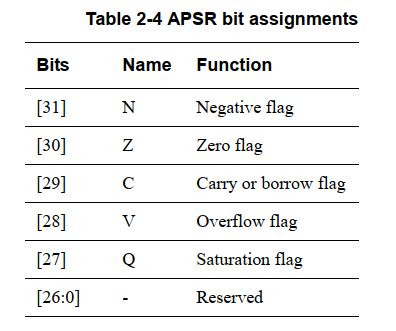 Table 2-4 APSR bit assignments
Bits Name Function
[31] N Negative flag
[30] Z Zero flag
[29] C Carry or borrow flag
[28] V Overflow flag
[27] Q Saturation flag
[26:0] - Reserved